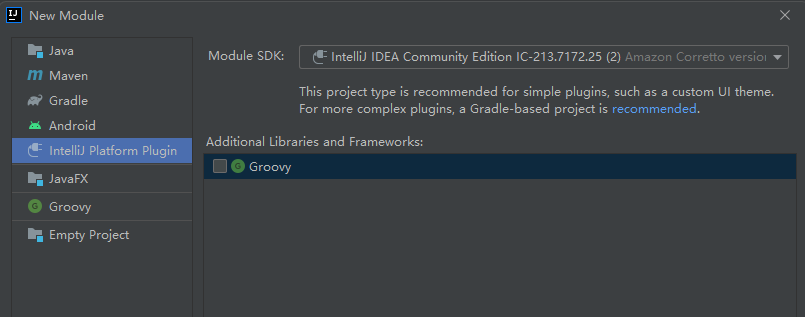 New Module
Java
Maven
Gradle
Android
IntelliJ Platform Plugin
JavaFX
Groovy
Empty Project
Module SDK: IntelliJ IDEA Community Edition IC-213.7172.25 (2) Amazon Corretto version
This project type is recommended for simple plugins, such as a custom UI theme.
For more complex plugins, a Gradle-based project is recommended.
Additional Libraries and Frameworks:
Groovy